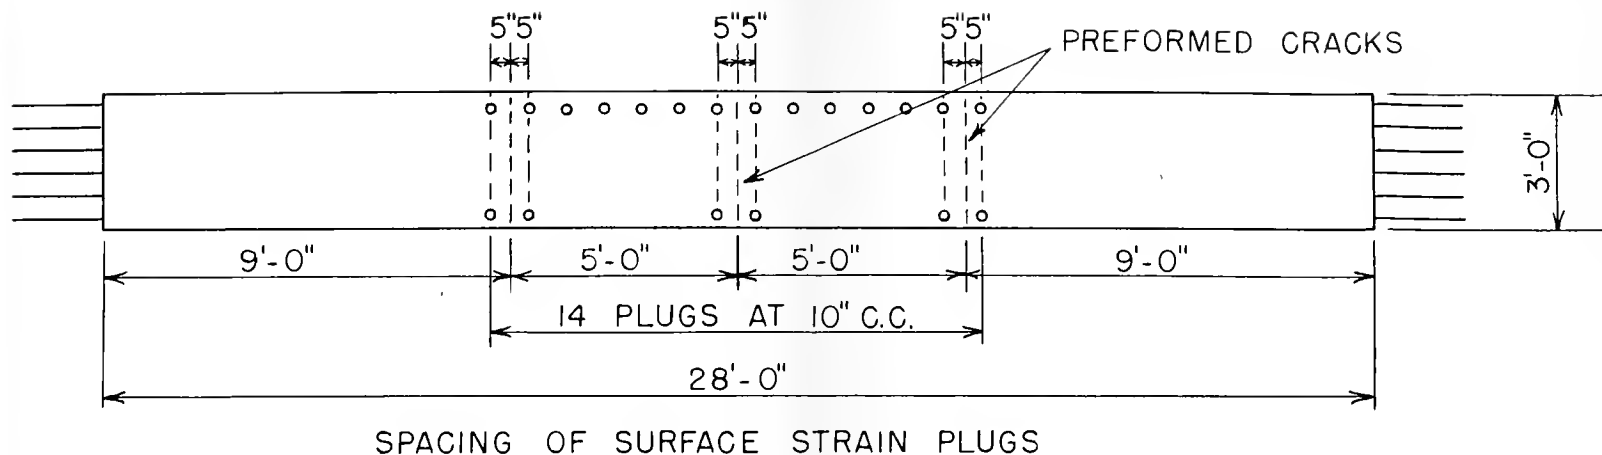 5"5" 5"5" 5"5"
PREFORMED CRACKS
3'-0"
9'-0" 5'-0" 5'-0" 9'-0"
14 PLUGS AT 10" C.C.
28'-0"
SPACING OF SURFACE STRAIN PLUGS